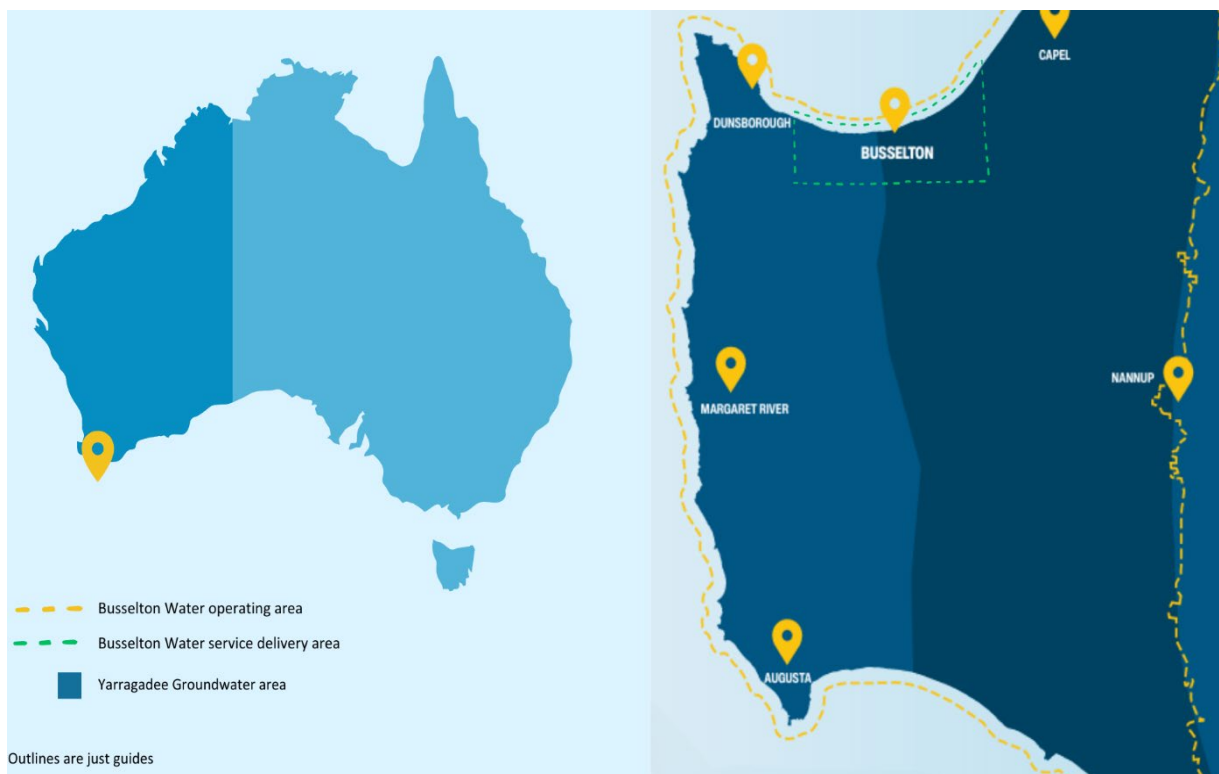 CAPEL
DUNSBOROUGH
BUSSELTON
NANNUP
MARGARET RIVER
AUGUSTA
Busselton Water operating area
Busselton Water service delivery area
Yarragadee Groundwater area
Outlines are just guides